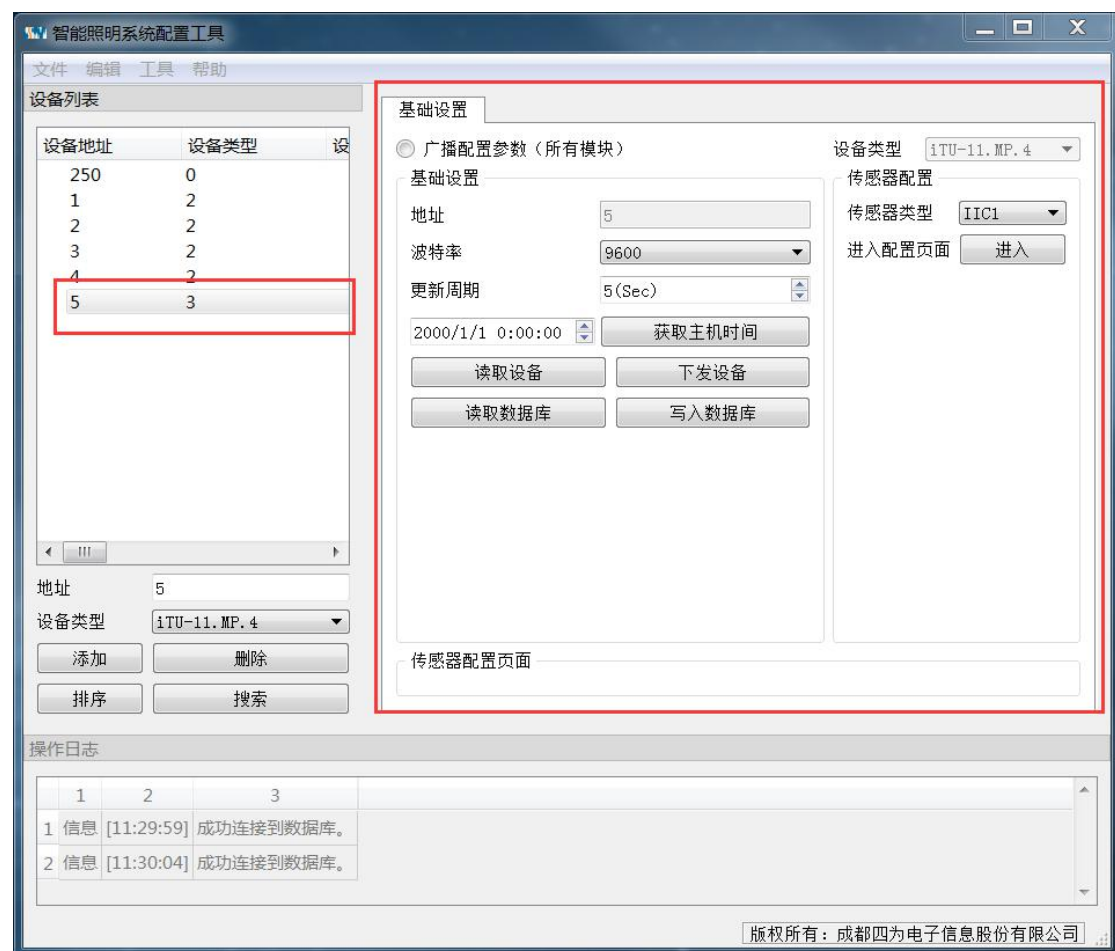 智能照明系统配置工具
文件 编辑 工具 帮助
设备列表
设备地址 设备类型 设
250 0
1 2
2 2
3 2
4 2
5 3
地址 5
设备类型 iTU-11.MP.4
添加 删除
排序 搜索
基础设置
广播配置参数（所有模块） 设备类型 iTU-11.MP.4
基础设置
地址 5
波特率 9600
更新周期 5(Sec)
2000/1/1 0:00:00 获取主机时间
读取设备 下发设备
读取数据库 写入数据库
传感器配置
传感器类型 IIC1
进入配置页面 进入
传感器配置页面
操作日志
1 2 3
1 信息 [11:29:59] 成功连接到数据库。
2 信息 [11:30:04] 成功连接到数据库。
版权所有：成都四为电子信息股份有限公司